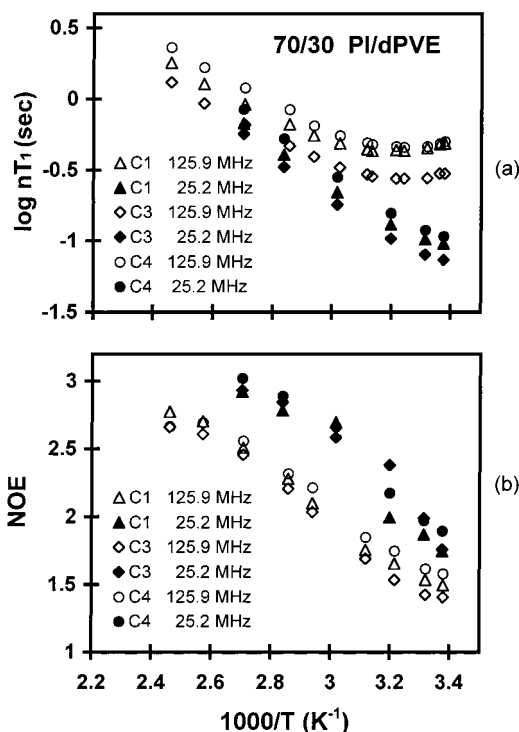 70/30 PI/dPVE
log nT1 (sec)
0.5
0
-0.5
-1
-1.5
△ C1 125.9 MHz
▲ C1 25.2 MHz
◇ C3 125.9 MHz
◆ C3 25.2 MHz
○ C4 125.9 MHz
● C4 25.2 MHz
(a)
NOE
3
2.5
2
1.5
1
△ C1 125.9 MHz
▲ C1 25.2 MHz
◇ C3 125.9 MHz
◆ C3 25.2 MHz
○ C4 125.9 MHz
● C4 25.2 MHz
(b)
2.2 2.4 2.6 2.8 3 3.2 3.4
1000/T (K⁻¹)